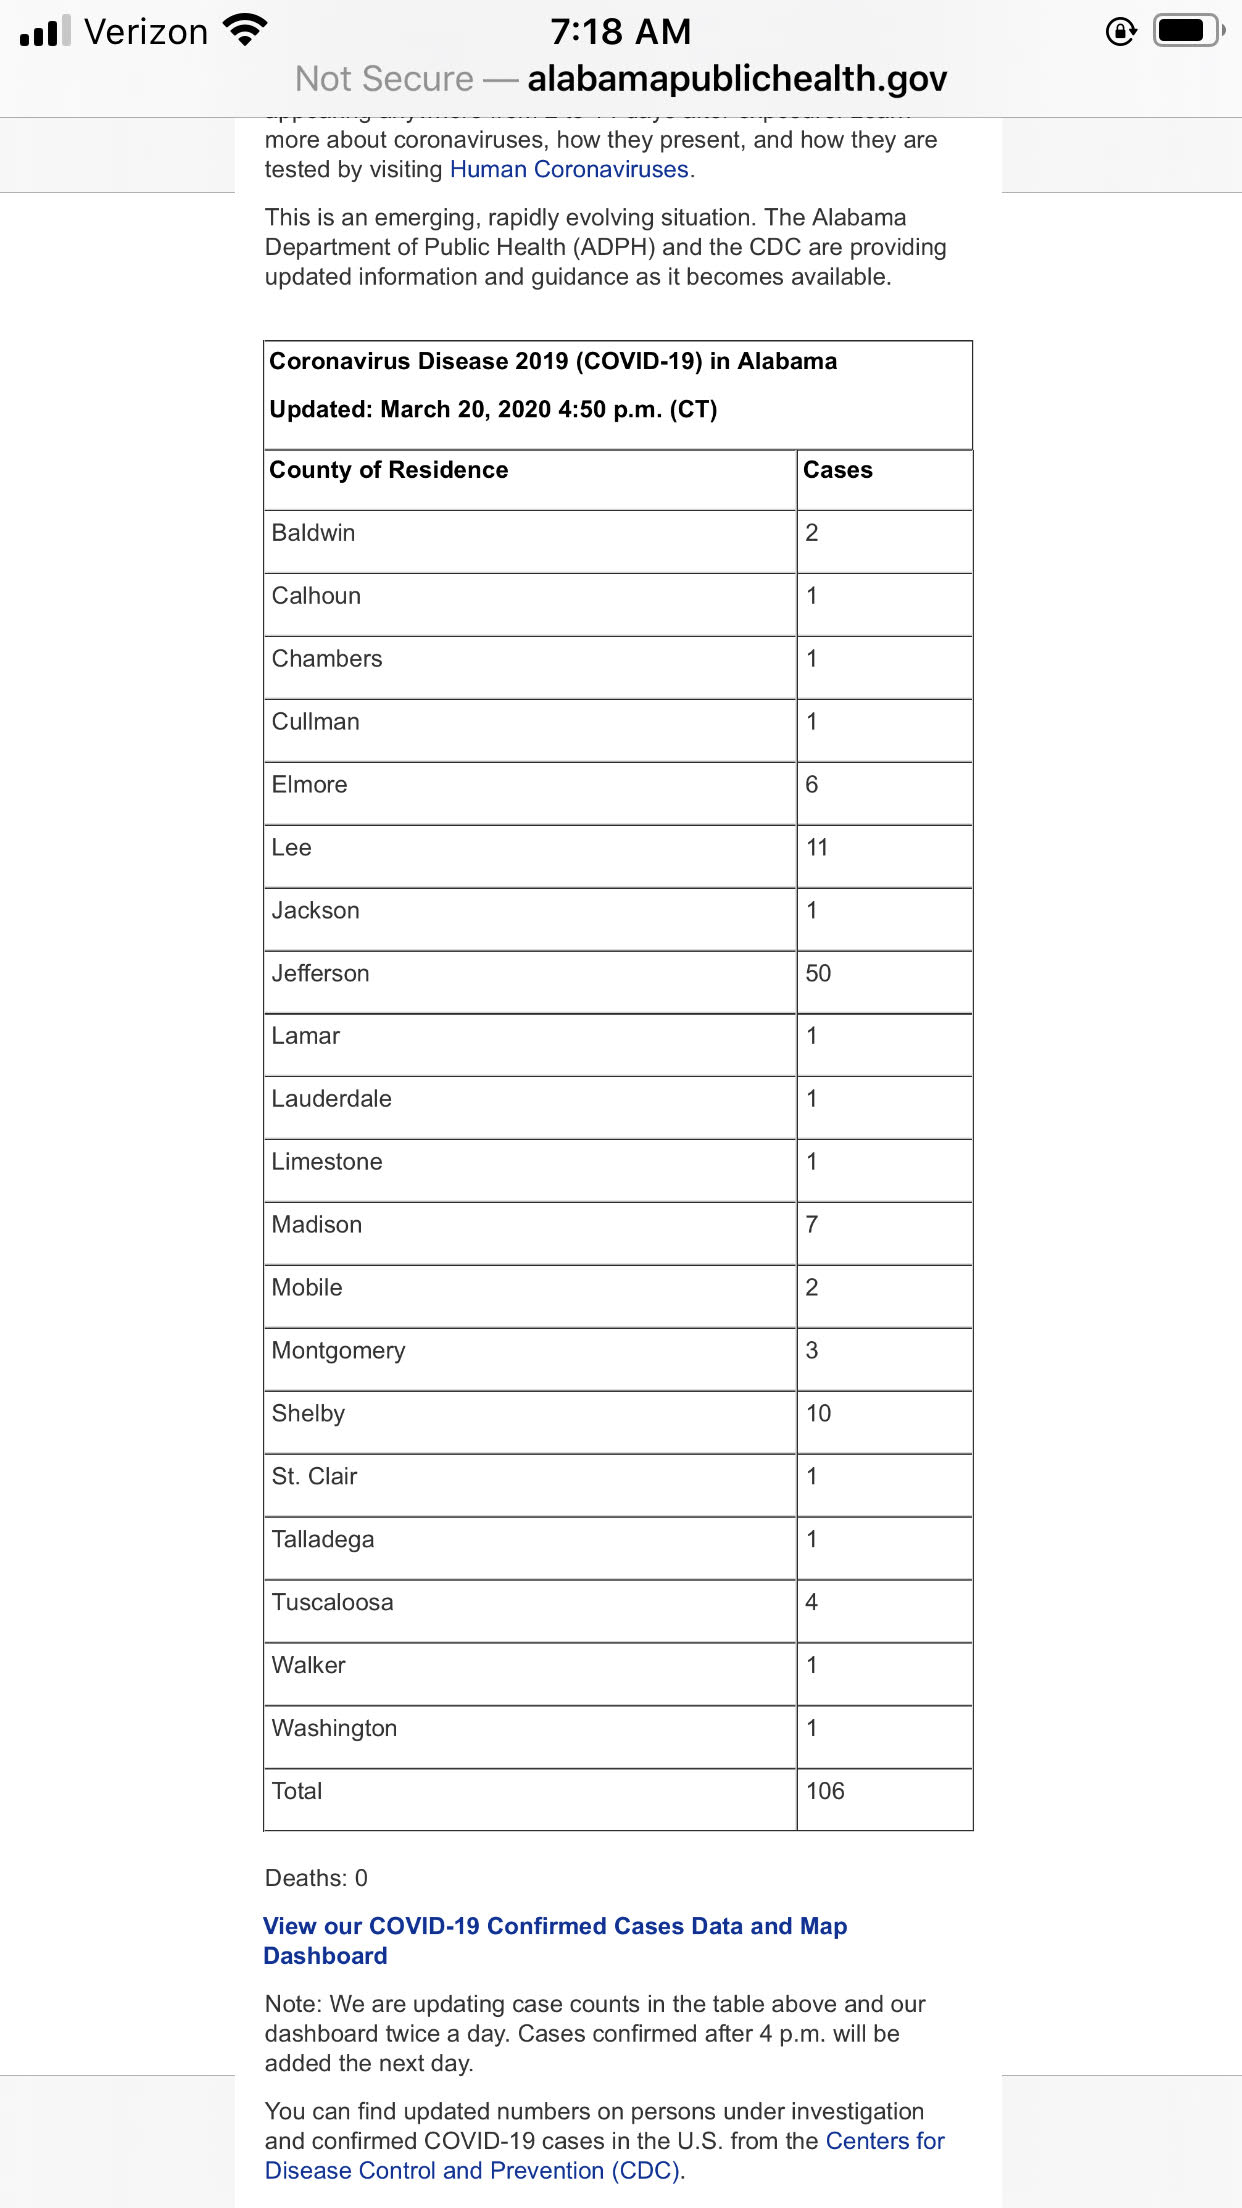 Verizon 7:18 AM
Not Secure — alabamapublichealth.gov
more about coronaviruses, how they present, and how they are
tested by visiting Human Coronaviruses.
This is an emerging, rapidly evolving situation. The Alabama
Department of Public Health (ADPH) and the CDC are providing
updated information and guidance as it becomes available.
Coronavirus Disease 2019 (COVID-19) in Alabama
Updated: March 20, 2020 4:50 p.m. (CT)
County of Residence Cases
Baldwin 2
Calhoun 1
Chambers 1
Cullman 1
Elmore 6
Lee 11
Jackson 1
Jefferson 50
Lamar 1
Lauderdale 1
Limestone 1
Madison 7
Mobile 2
Montgomery 3
Shelby 10
St. Clair 1
Talladega 1
Tuscaloosa 4
Walker 1
Washington 1
Total 106
Deaths: 0
View our COVID-19 Confirmed Cases Data and Map
Dashboard
Note: We are updating case counts in the table above and our
dashboard twice a day. Cases confirmed after 4 p.m. will be
added the next day.
You can find updated numbers on persons under investigation
and confirmed COVID-19 cases in the U.S. from the Centers for
Disease Control and Prevention (CDC).